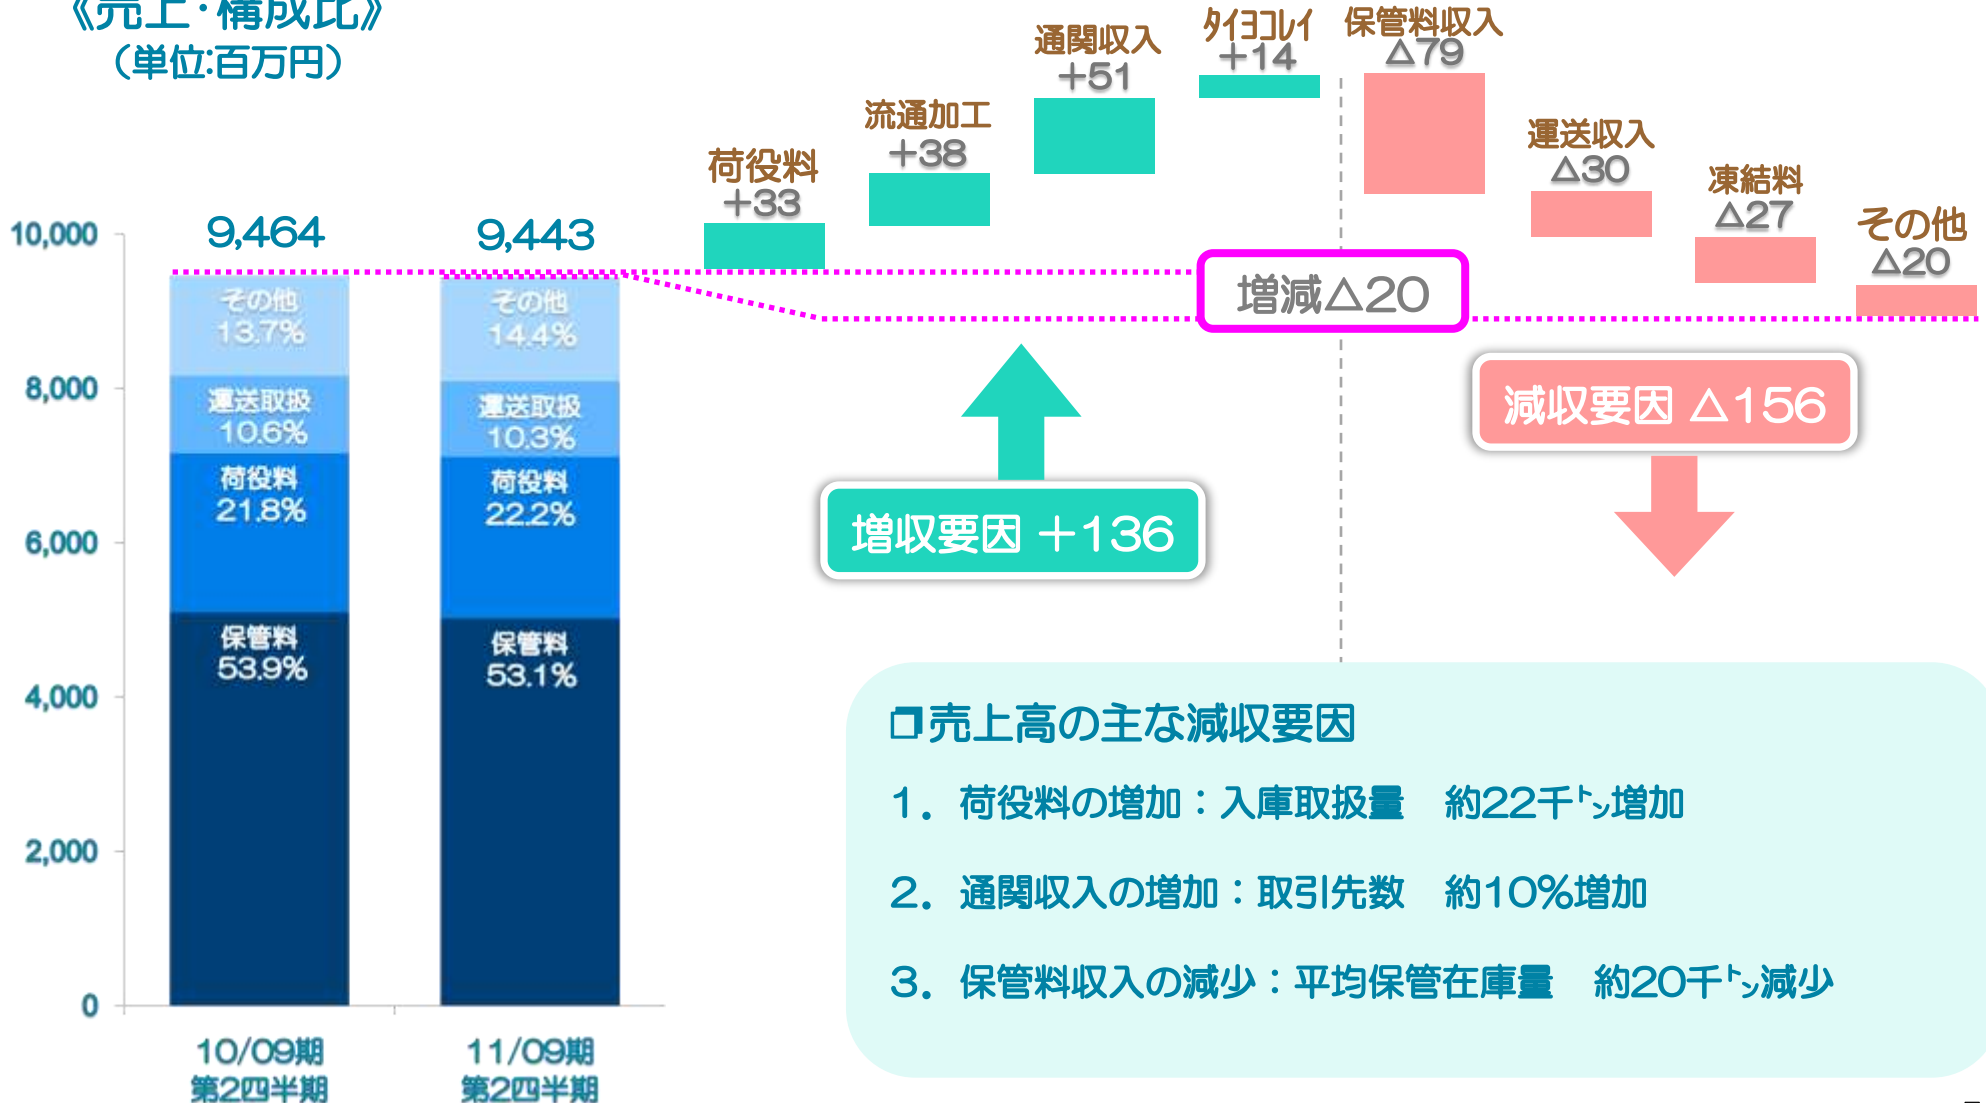 《売上・構成比》
（単位:百万円）
10,000
8,000
6,000
4,000
2,000
0
9,464
その他
13.7%
運送取扱
10.6%
荷役料
21.8%
保管料
53.9%
10/09期
第2四半期
9,443
その他
14.4%
運送取扱
10.3%
荷役料
22.2%
保管料
53.1%
11/09期
第2四半期
荷役料
＋33
流通加工
＋38
通関収入
＋51
ﾀｲﾖｺﾚｲ
＋14
保管料収入
△79
運送収入
△30
凍結料
△27
その他
△20
増減△20
増収要因 ＋136
減収要因 △156
❒売上高の主な減収要因
１．荷役料の増加：入庫取扱量　約22千㌧増加
２．通関収入の増加：取引先数　約10%増加
３．保管料収入の減少：平均保管在庫量　約20千㌧減少